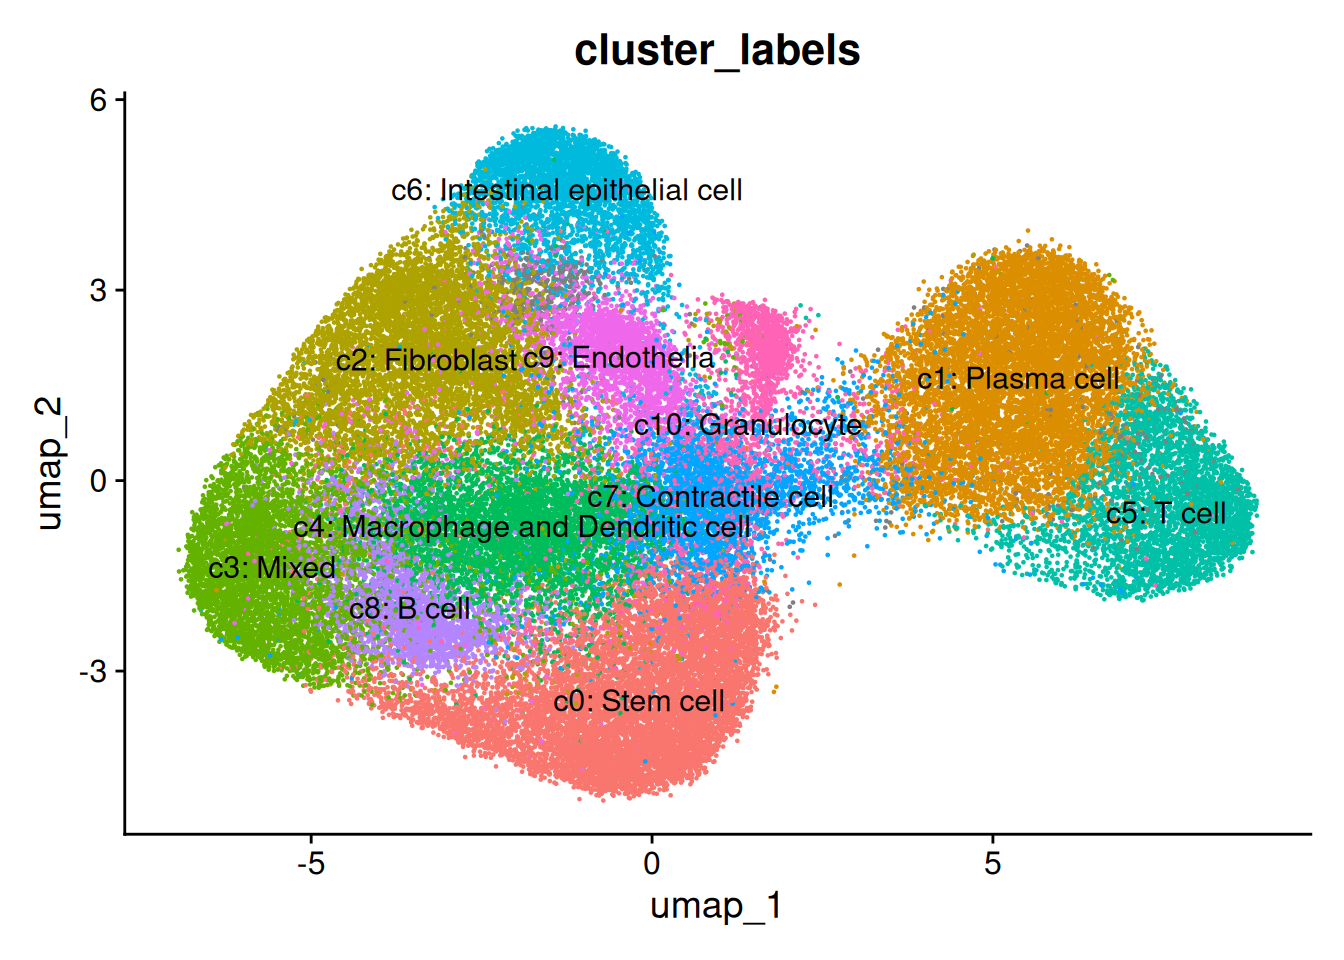 cluster_labels
6
3
0
-3
umap_2
c6: Intestinal epithelial cell
c2: Fibroblast
c9: Endothelia
c1: Plasma cell
c10: Granulocyte
c7: Contractile cell
c5: T cell
c4: Macrophage and Dendritic cell
c3: Mixed
c8: B cell
c0: Stem cell
-5
0
5
umap_1